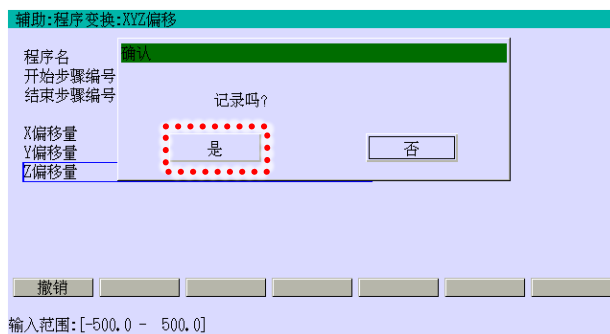 辅助:程序变换:XYZ偏移
程序名
开始步骤编号
结束步骤编号
X偏移量
Y偏移量
Z偏移量
确认
记录吗?
是
否
撤销
输入范围:[-500.0 - 500.0]